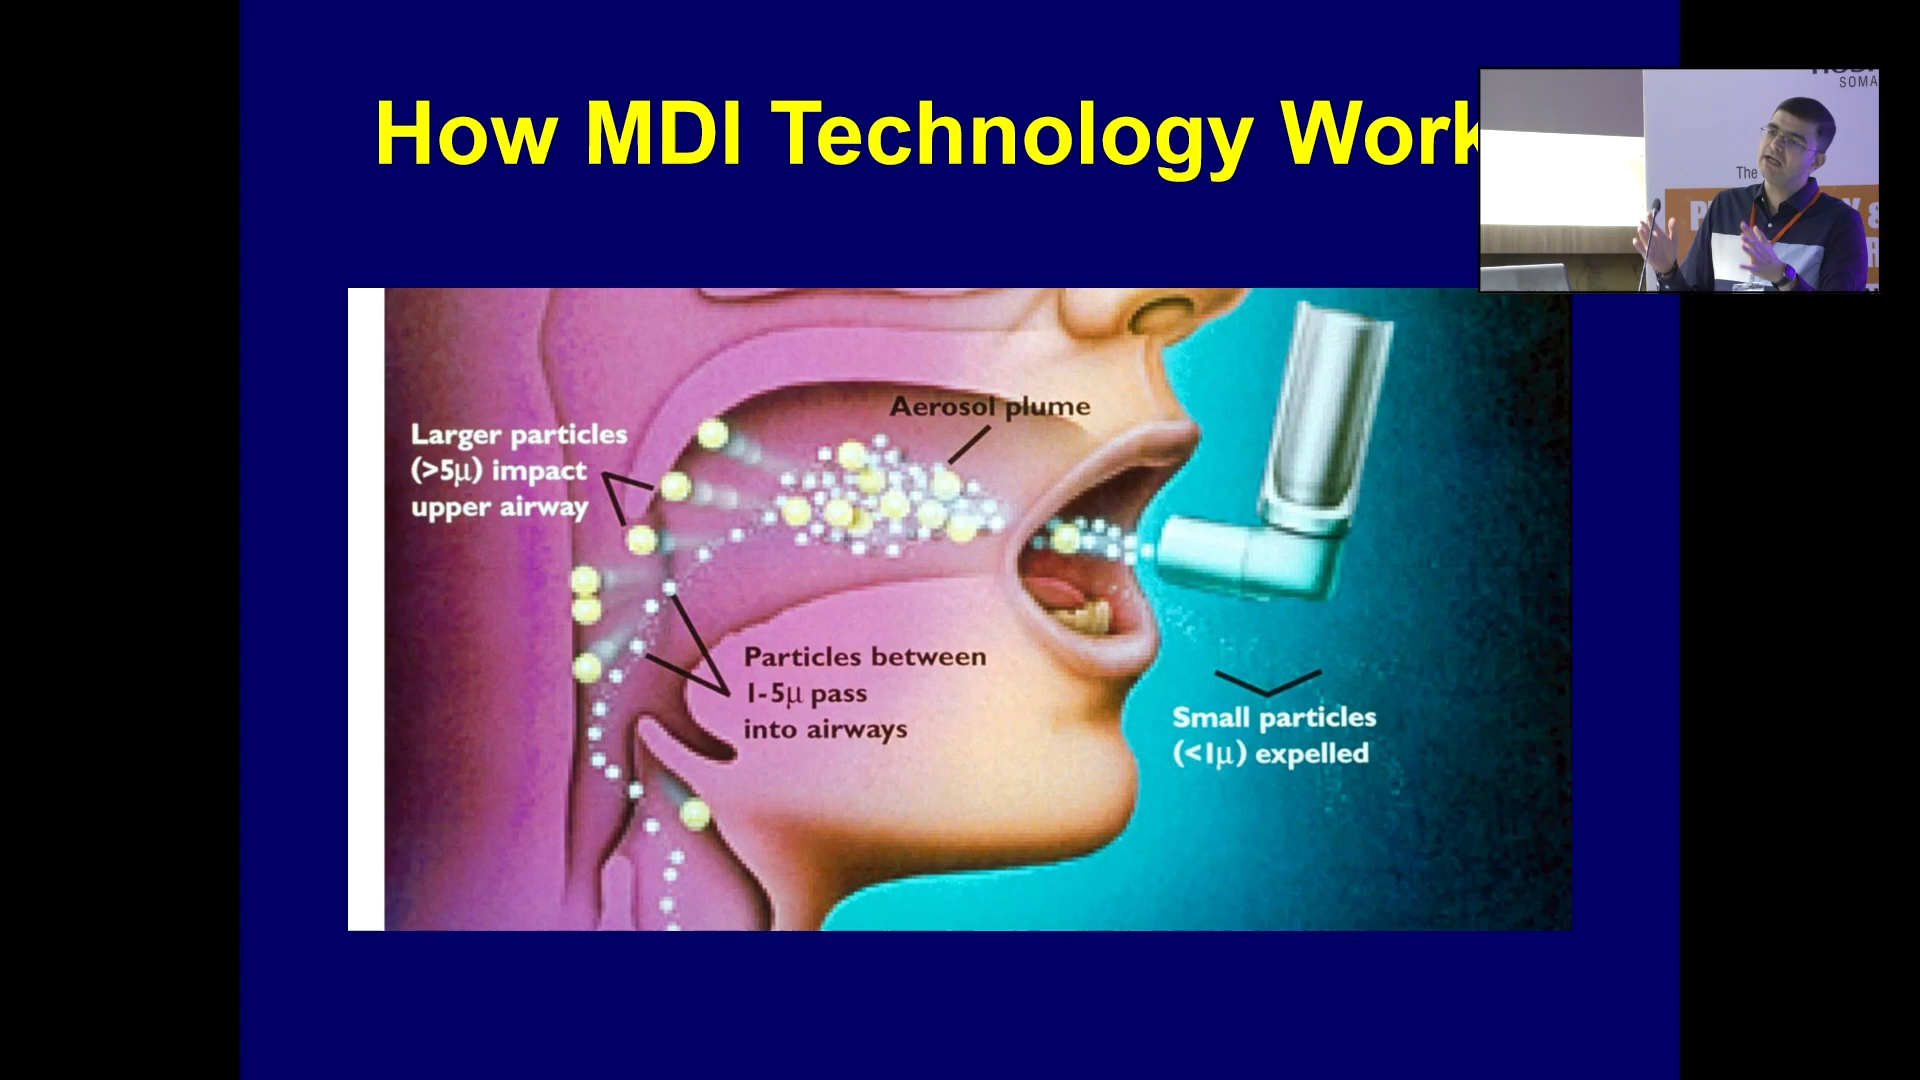 How MDI Technology Work
SOMA
The
Aerosol plume
Larger particles
(>5µ) impact
upper airway
Particles between
1-5µ pass
into airways
Small particles
(<1µ) expelled